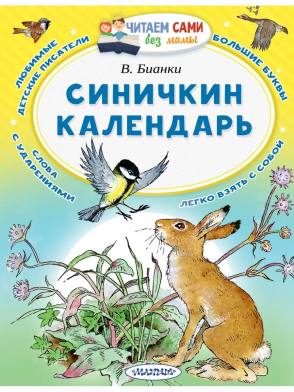 ЧИТАЕМ САМИ
без мамы
ЛЮБИМЫЕ
ДЕТСКИЕ ПИСАТЕЛИ
БОЛЬШИЕ БУКВЫ
В. Бианки
СИНИЧКИН
КАЛЕНДАРЬ
СЛОВА
С УДАРЕНИЯМИ
ЛЕГКО ВЗЯТЬ С СОБОЙ
МАЛЫШ